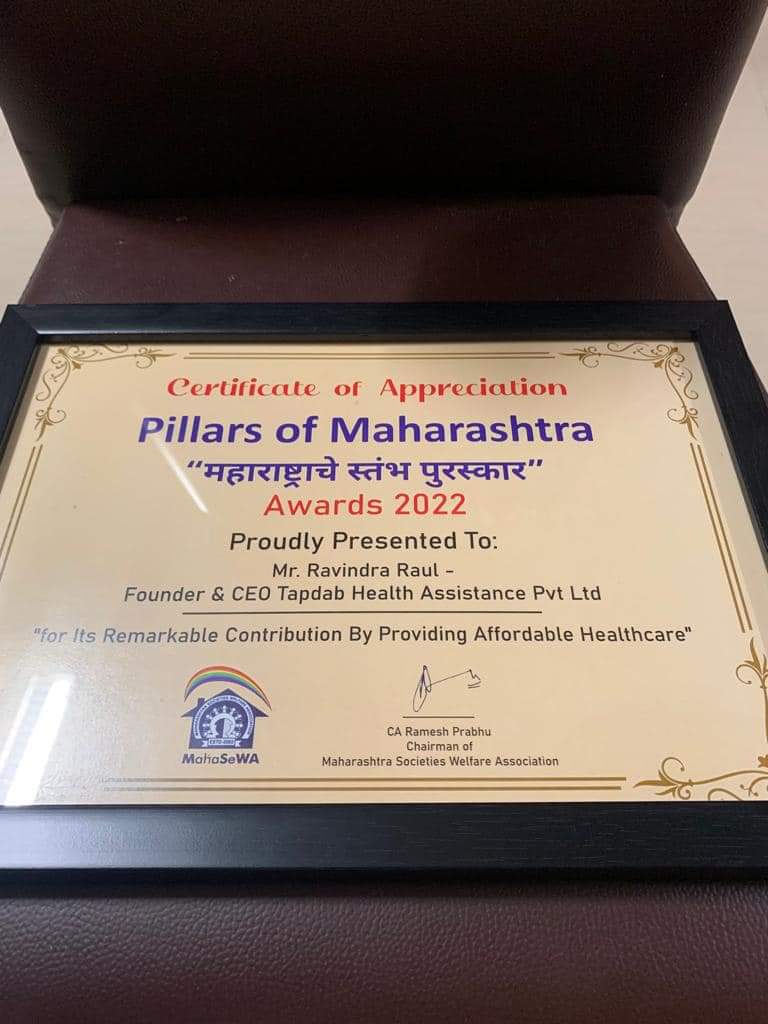 Certificate of Appreciation
Pillars of Maharashtra
“महाराष्ट्राचे स्तंभ पुरस्कार”
Awards 2022
Proudly Presented To:
Mr. Ravindra Raul -
Founder & CEO Tapdab Health Assistance Pvt Ltd
"for Its Remarkable Contribution By Providing Affordable Healthcare"
MahaSeWA
CA Ramesh Prabhu
Chairman of
Maharashtra Societies Welfare Association